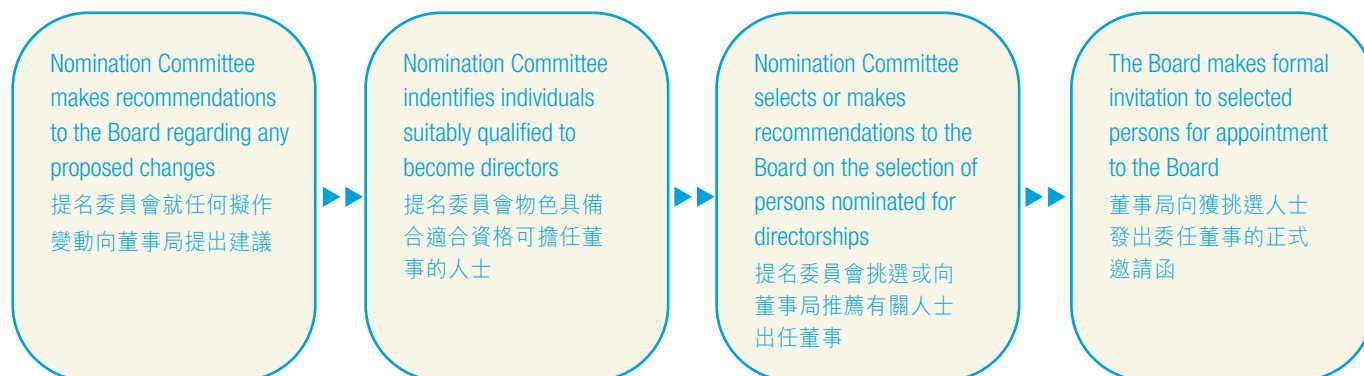 Nomination Committee
makes recommendations
to the Board regarding any
proposed changes
提名委員會就任何擬作
變動向董事局提出建議
Nomination Committee
indentifies individuals
suitably qualified to
become directors
提名委員會物色具備
合適合資格可擔任董
事的人士
Nomination Committee
selects or makes
recommendations to the
Board on the selection of
persons nominated for
directorships
提名委員會挑選或向
董事局推薦有關人士
出任董事
The Board makes formal
invitation to selected
persons for appointment
to the Board
董事局向獲挑選人士
發出委任董事的正式
邀請函